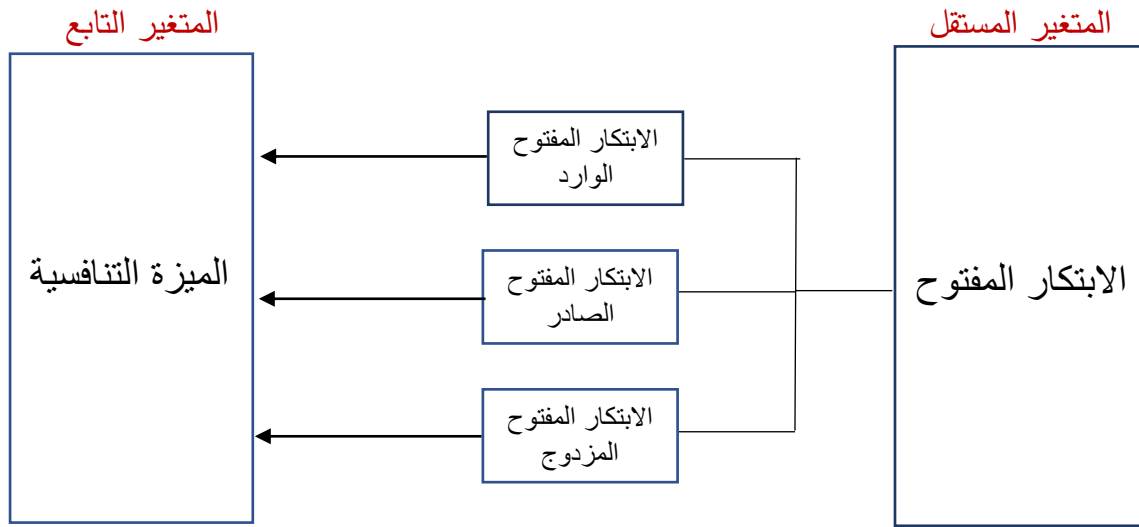 المتغير المستقل
المتغير التابع
الابتكار المفتوح
الابتكار المفتوح
الوارد
الابتكار المفتوح
الصادر
الابتكار المفتوح
المزدوج
الميزة التنافسية